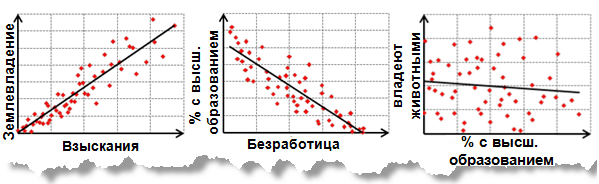 Землевладение
Взыскания
% с высш.
образованием
Безработица
владеют
животными
% с высш.
образованием